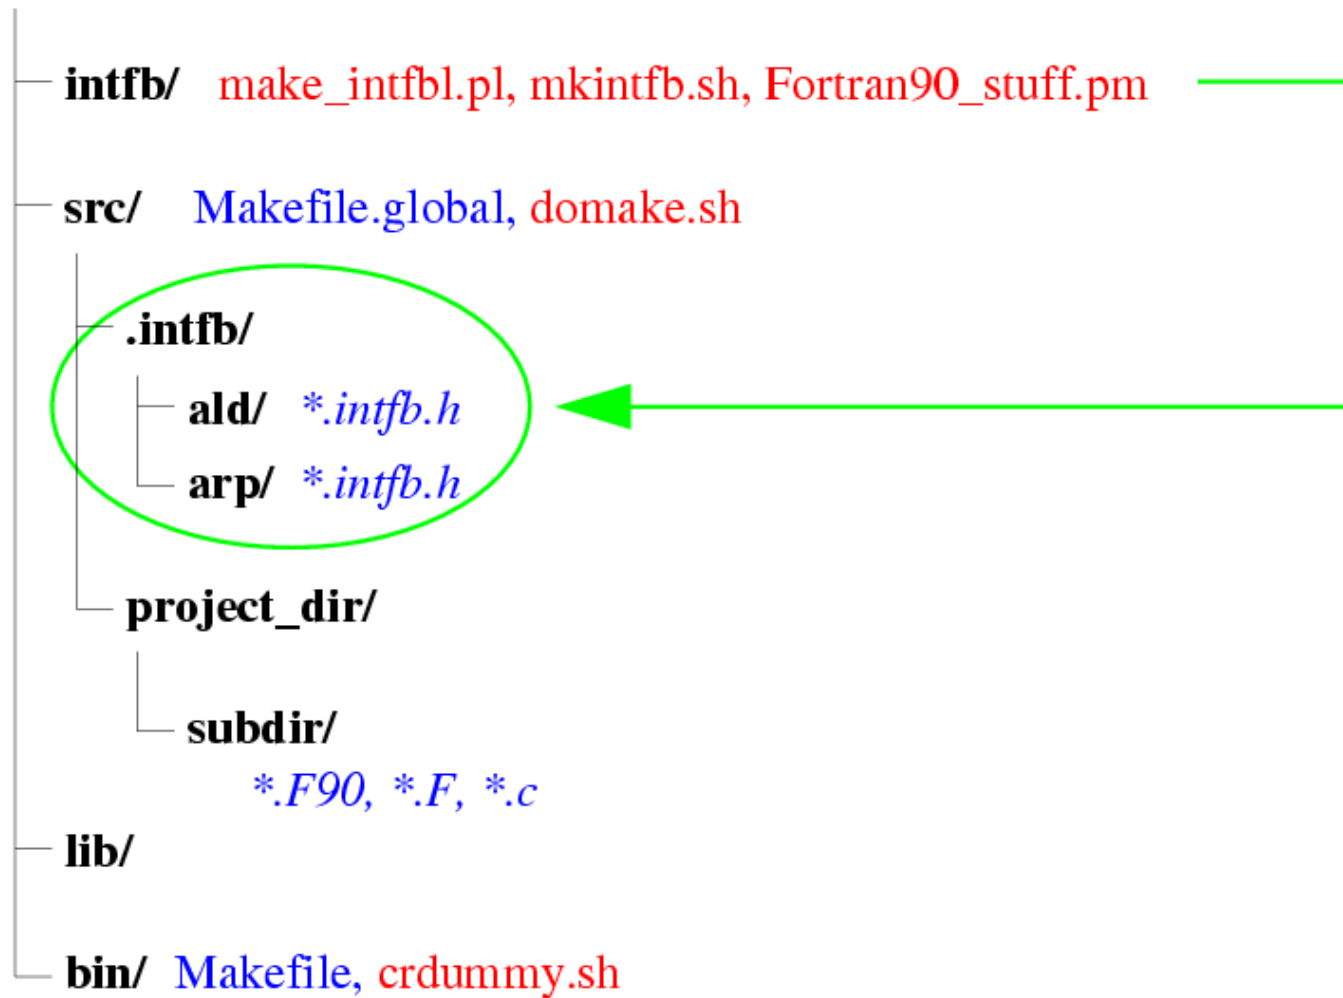 intfb/ make_intfbl.pl, mkintfb.sh, Fortran90_stuff.pm
src/ Makefile.global, domake.sh
.intfb/
ald/ *.intfb.h
arp/ *.intfb.h
project_dir/
subdir/
*.F90, *.F, *.c
lib/
bin/ Makefile, crdummy.sh